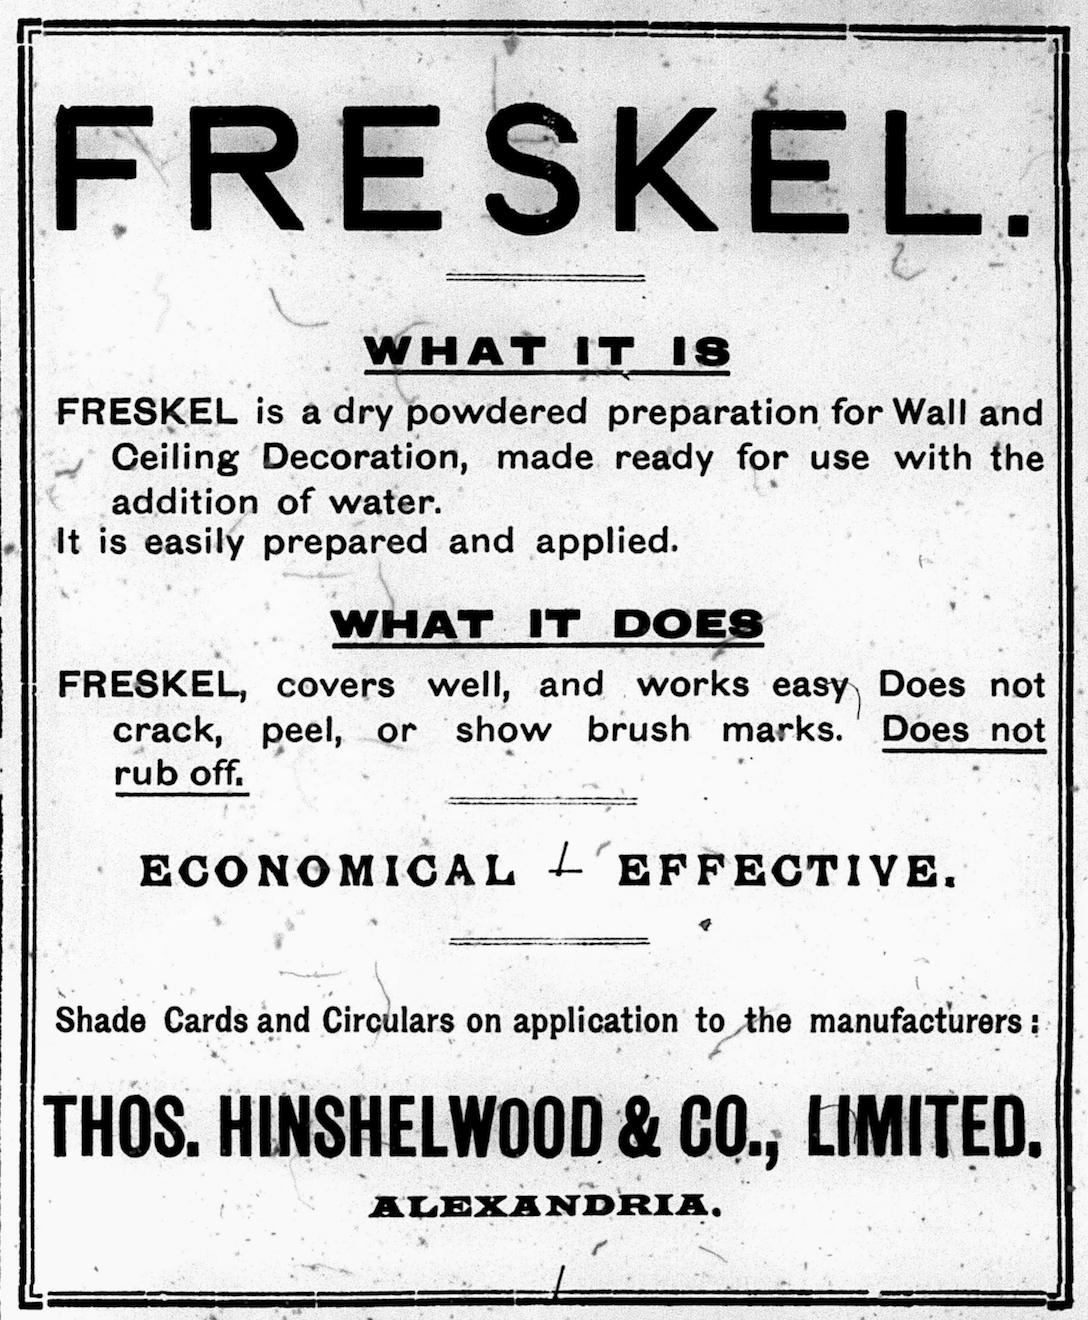 FRESKEL.
WHAT IT IS
FRESKEL is a dry powdered preparation for Wall and
Ceiling Decoration, made ready for use with the
addition of water.
It is easily prepared and applied.
WHAT IT DOES
FRESKEL, covers well, and works easy Does not
crack, peel, or show brush marks. Does not
rub off.
ECONOMICAL EFFECTIVE.
Shade Cards and Circulars on application to the manufacturers:
THOS. HINSHELWOOD & CO., LIMITED.
ALEXANDRIA.